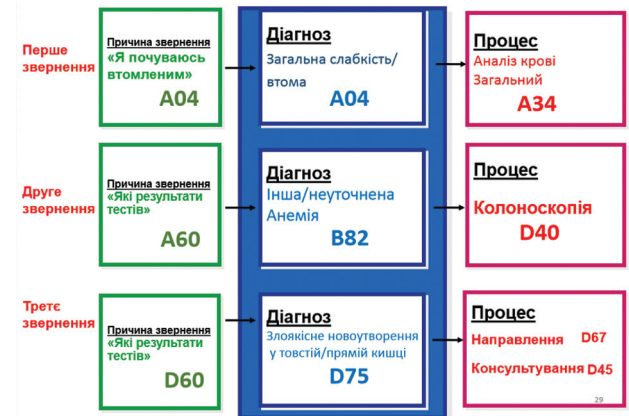 Перше
звернення
Причина звернення
«Я почуваюсь
втомленим»
A04
Діагноз
Загальна слабкість/
втома
A04
Процес
Аналіз крові
Загальний
A34
Друге
звернення
Причина звернення
«Які результати
тестів»
A60
Діагноз
Інша/неуточнена
Анемія
B82
Процес
Колоноскопія
D40
Третє
звернення
Причина звернення
«Які результати
тестів»
D60
Діагноз
Злоякісне новоутворення
у товстій/прямій кишці
D75
Процес
Направлення D67
Консультування D45
29